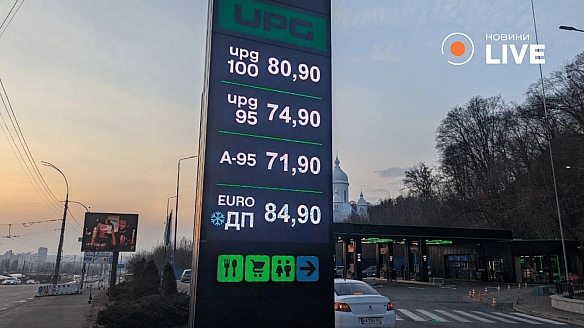 UPG
НОВИНИ
LIVE
upg 100 80,90
upg 95 74,90
А-95 71,90
EURO ДП 84,90